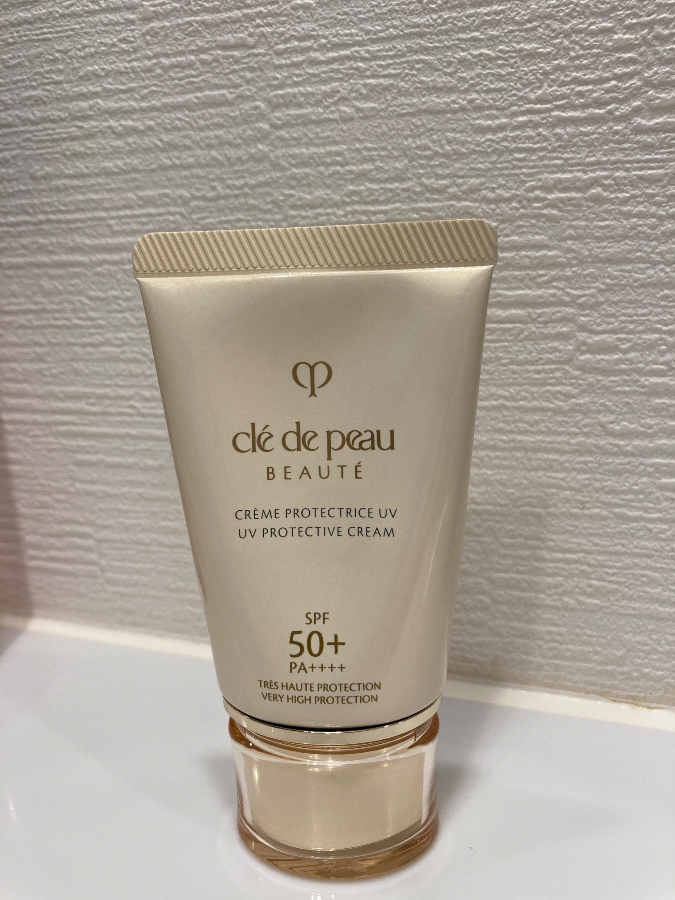 clé de peau
BEAUTÉ
CRÈME PROTECTRICE UV
UV PROTECTIVE CREAM
SPF
50+
PA++++
TRÈS HAUTE PROTECTION
VERY HIGH PROTECTION